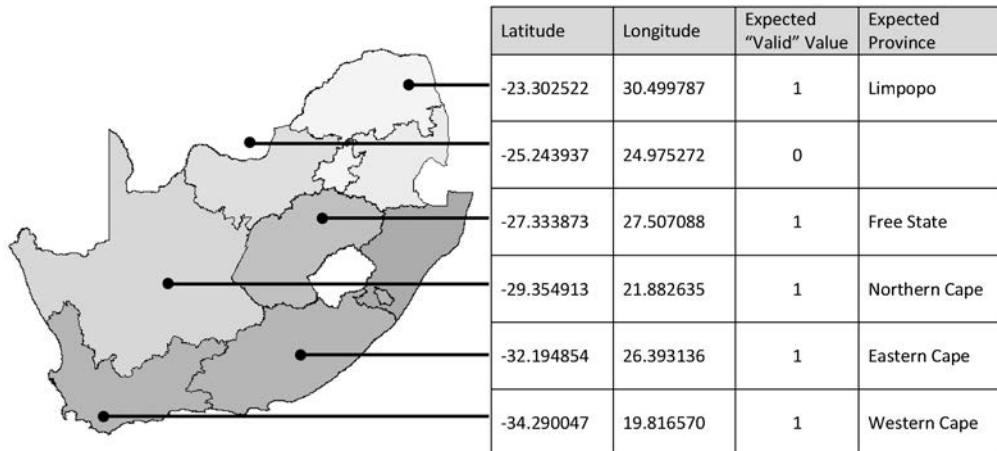 Latitude Longitude Expected “Valid” Value Expected Province
-23.302522 30.499787 1 Limpopo
-25.243937 24.975272 0
-27.333873 27.507088 1 Free State
-29.354913 21.882635 1 Northern Cape
-32.194854 26.393136 1 Eastern Cape
-34.290047 19.816570 1 Western Cape